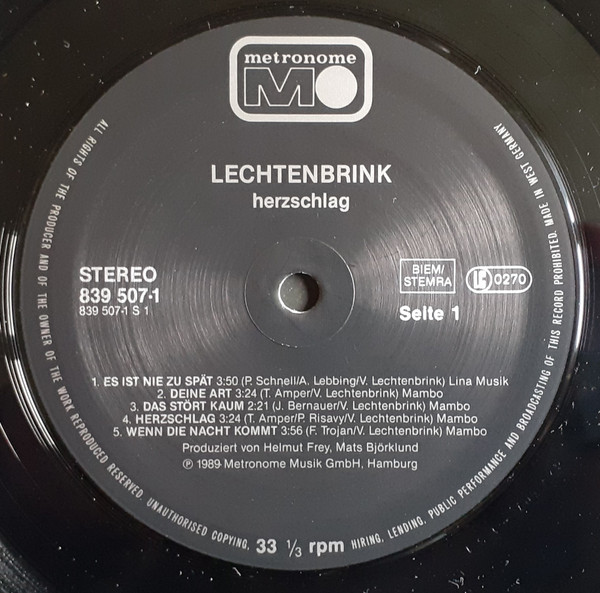 metronome
MO
LECHTENBRINK
herzschlag
STEREO
839 507-1
839 507-1 S 1
BIEM/
STEMRA
LC 0270
Seite 1
1. ES IST NIE ZU SPÄT 3:50 (P. Schnell/A. Lebbing/V. Lechtenbrink) Lina Musik
2. DEINE ART 3:24 (T. Amper/V. Lechtenbrink) Mambo
3. DAS STÖRT KAUM 2:21 (J. Bernauer/V. Lechtenbrink) Mambo
4. HERZSCHLAG 3:24 (T. Amper/P. Risavy/V. Lechtenbrink) Mambo
5. WENN DIE NACHT KOMMT 3:56 (F. Trojan/V. Lechtenbrink) Mambo
Produziert von Helmut Frey, Mats Björklund
Ⓟ 1989 Metronome Musik GmbH, Hamburg
33 ⅓ rpm
ALL RIGHTS OF THE PRODUCER AND OF THE OWNER OF THE WORK REPRODUCED RESERVED. UNAUTHORISED COPYING, HIRING, LENDING, PUBLIC PERFORMANCE AND BROADCASTING OF THIS RECORD PROHIBITED. MADE IN WEST GERMANY